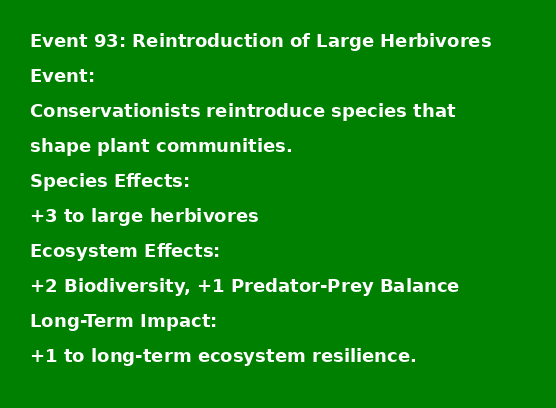 Event 93: Reintroduction of Large Herbivores
Event:
Conservationists reintroduce species that
shape plant communities.
Species Effects:
+3 to large herbivores
Ecosystem Effects:
+2 Biodiversity, +1 Predator-Prey Balance
Long-Term Impact:
+1 to long-term ecosystem resilience.